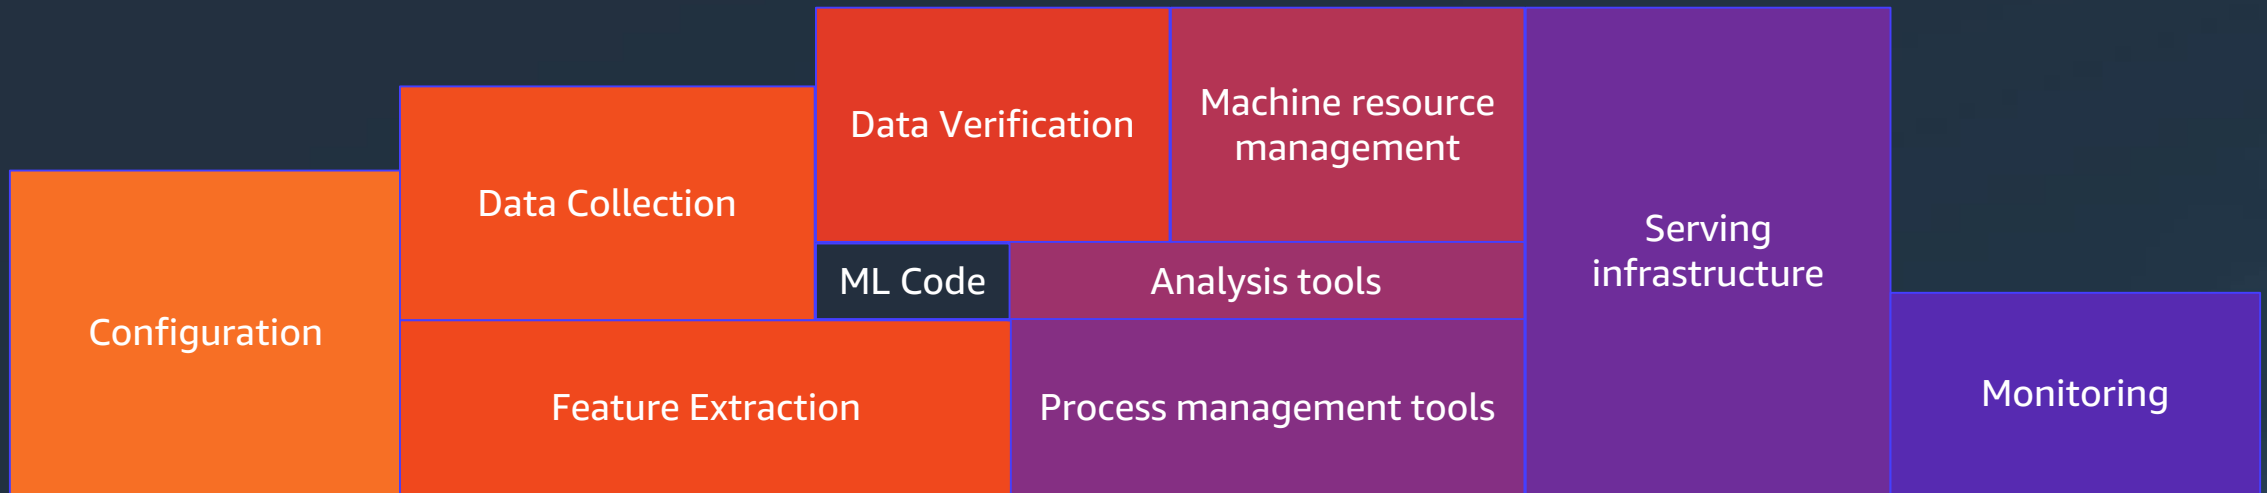 Configuration
Data Collection
Feature Extraction
Data Verification
ML Code
Machine resource
management
Analysis tools
Process management tools
Serving
infrastructure
Monitoring